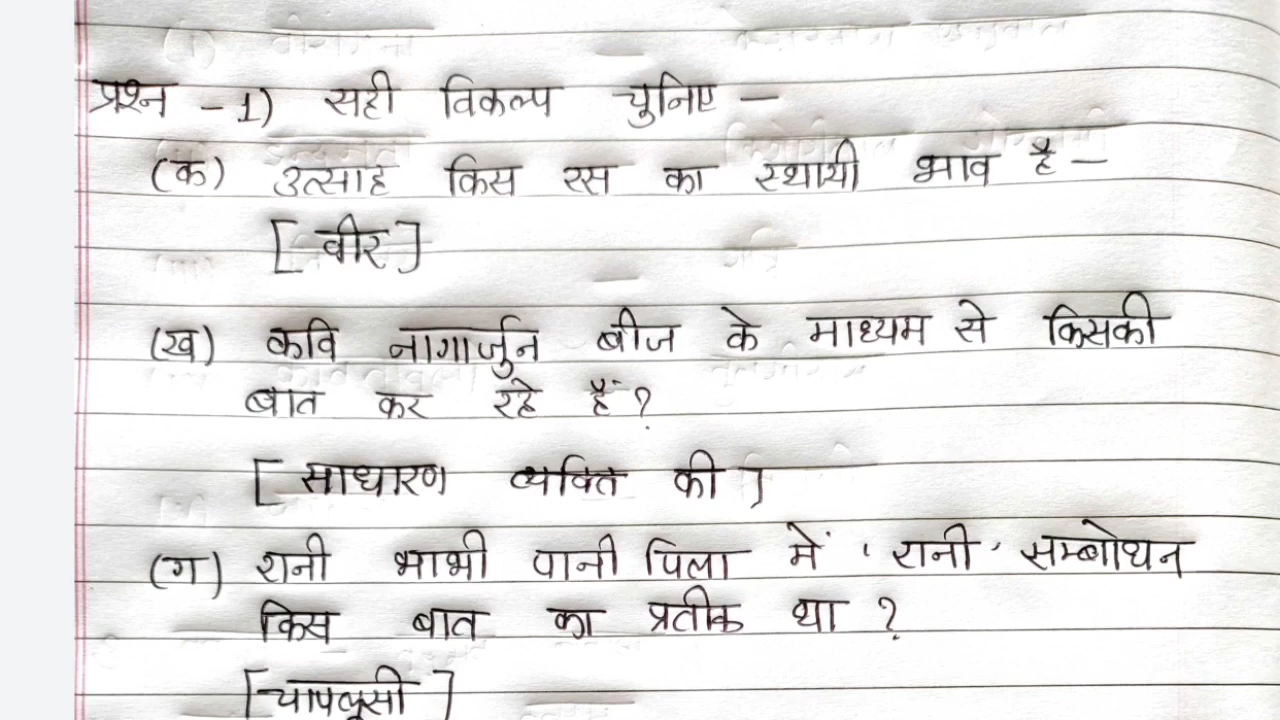 प्रश्न - 1) सही विकल्प चुनिए -
(क) उत्साह किस रस का स्थायी भाव है -
[ वीर ]
(ख) कवि नागार्जुन बीज के माध्यम से किसकी
बात कर रहे हैं ?
[ साधारण व्यक्ति की ]
(ग) रानी भाभी पानी पिला में 'रानी' सम्बोधन
किस बात का प्रतीक था ?
[ चापलूसी ]